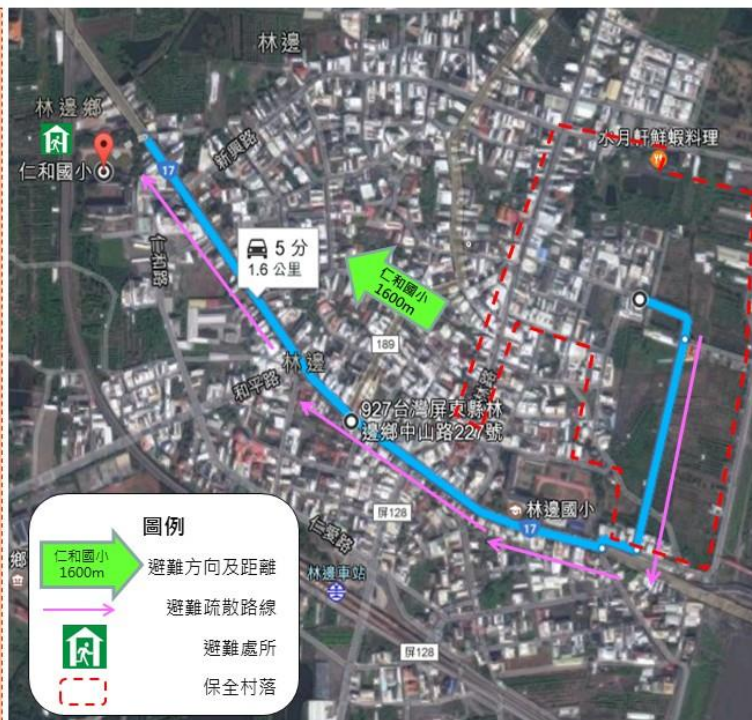 林邊
林邊鄉
水月軒鮮蝦料理
新興路
仁和國小
17
仁和路
5 分
1.6 公里
仁和國小
1600m
189
林邊
和平路
927台灣屏東縣林
邊鄉中山路227號
林邊國小
17
屏128
仁愛路
林邊車站
屏128
鄉
圖例
仁和國小
1600m
避難方向及距離
避難疏散路線
避難處所
保全村落